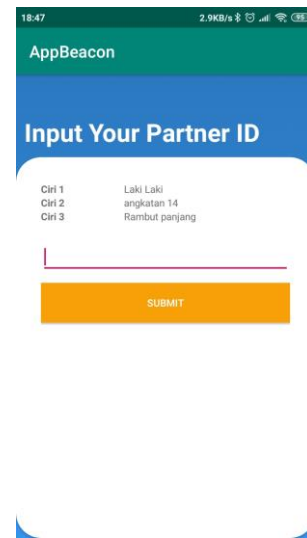 18:47 2.9KB/s 95
AppBeacon
Input Your Partner ID
Ciri 1 Laki Laki
Ciri 2 angkatan 14
Ciri 3 Rambut panjang
SUBMIT